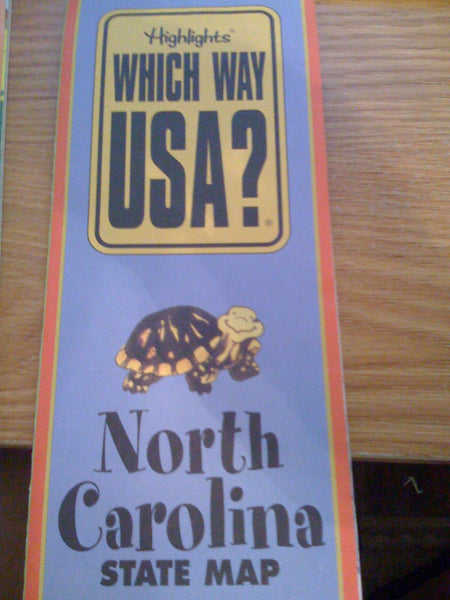 Highlights®
WHICH WAY
USA?®
North
Carolina
STATE MAP